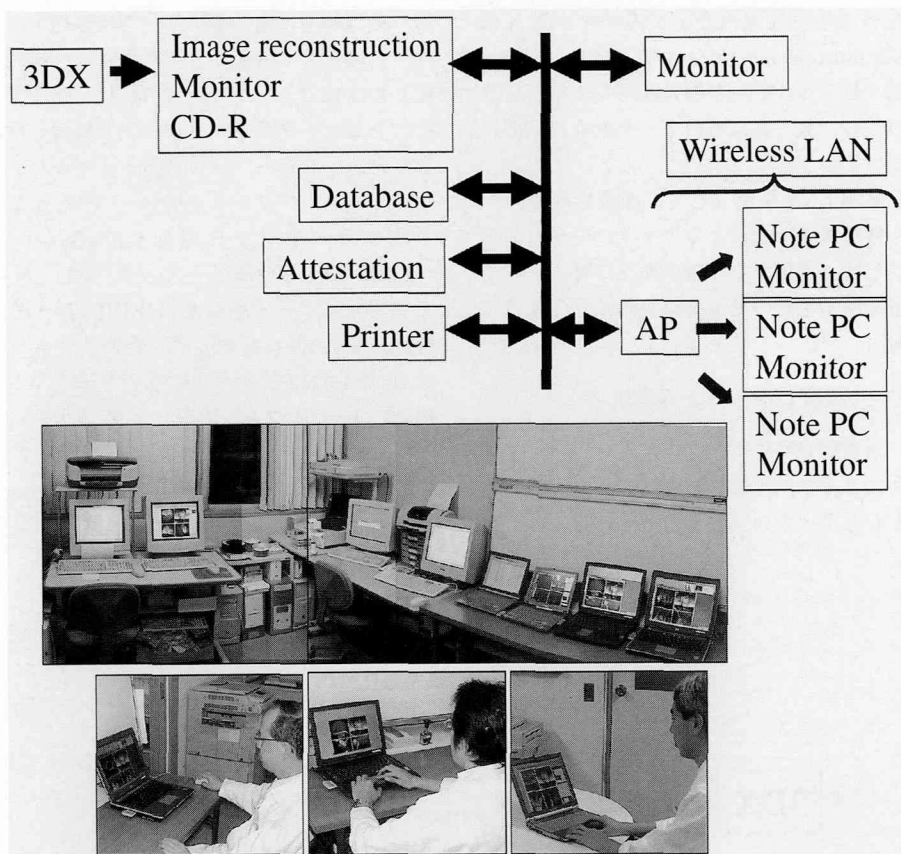 3DX
Image reconstruction
Monitor
CD-R
Monitor
Wireless LAN
Database
Attestation
Printer
AP
Note PC
Monitor
Note PC
Monitor
Note PC
Monitor